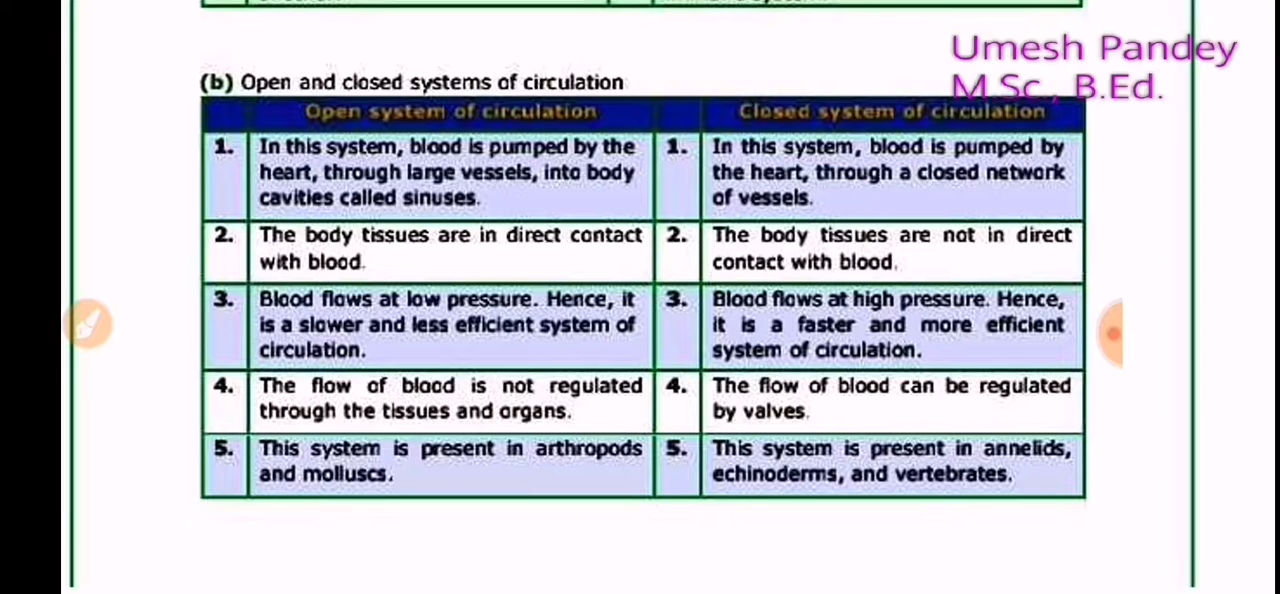 Umesh Pandey
M.Sc., B.Ed.
(b) Open and closed systems of circulation
Open system of circulation
Closed system of circulation
1. In this system, blood is pumped by the
heart, through large vessels, into body
cavities called sinuses.
1. In this system, blood is pumped by
the heart, through a closed network
of vessels.
2. The body tissues are in direct contact
with blood.
2. The body tissues are not in direct
contact with blood.
3. Blood flows at low pressure. Hence, it
is a slower and less efficient system of
circulation.
3. Blood flows at high pressure. Hence,
it is a faster and more efficient
system of circulation.
4. The flow of blood is not regulated
through the tissues and organs.
4. The flow of blood can be regulated
by valves.
5. This system is present in arthropods
and molluscs.
5. This system is present in annelids,
echinoderms, and vertebrates.